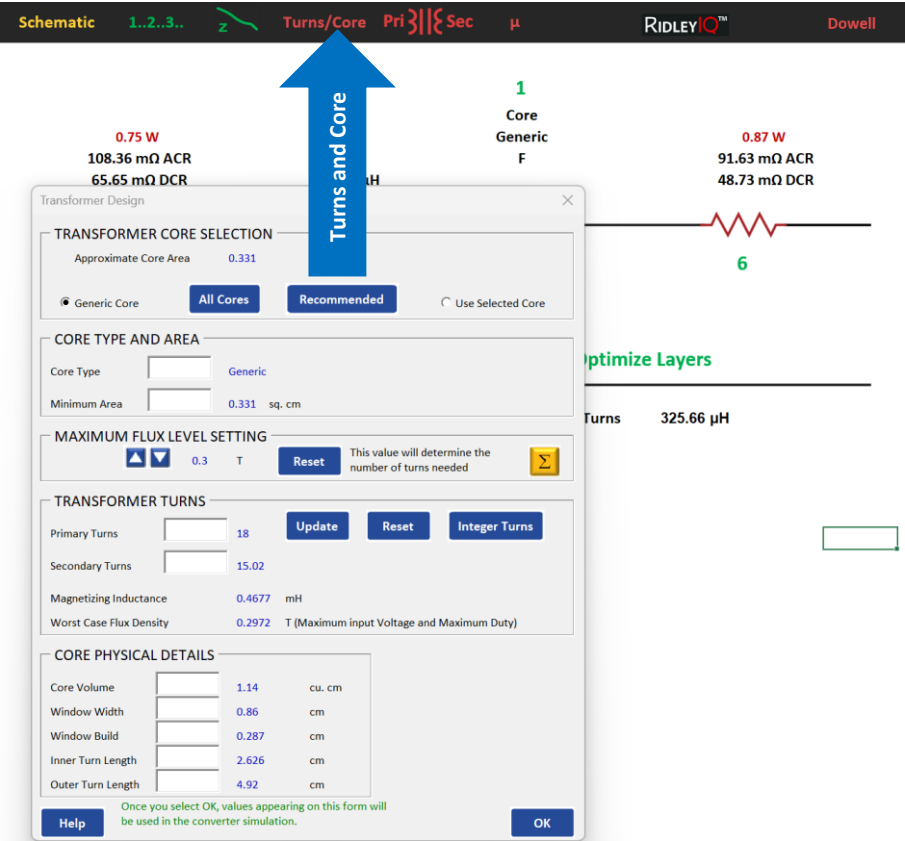 Schematic 1..2..3.. Z Turns/Core Pri Sec μ RIDLEYIQ™ Dowell
Turns and Core
1
Core
Generic
F
0.75 W
108.36 mΩ ACR
65.65 mΩ DCR
μH
0.87 W
91.63 mΩ ACR
48.73 mΩ DCR
6
Optimize Layers
Turns 325.66 μH
Transformer Design
TRANSFORMER CORE SELECTION
Approximate Core Area 0.331
Generic Core All Cores Recommended Use Selected Core
CORE TYPE AND AREA
Core Type Generic
Minimum Area 0.331 sq. cm
MAXIMUM FLUX LEVEL SETTING
0.3 T Reset This value will determine the
number of turns needed Σ
TRANSFORMER TURNS
Primary Turns 18 Update Reset Integer Turns
Secondary Turns 15.02
Magnetizing Inductance 0.4677 mH
Worst Case Flux Density 0.2972 T (Maximum input Voltage and Maximum Duty)
CORE PHYSICAL DETAILS
Core Volume 1.14 cu. cm
Window Width 0.86 cm
Window Build 0.287 cm
Inner Turn Length 2.626 cm
Outer Turn Length 4.92 cm
Once you select OK, values appearing on this form will
be used in the converter simulation.
Help OK